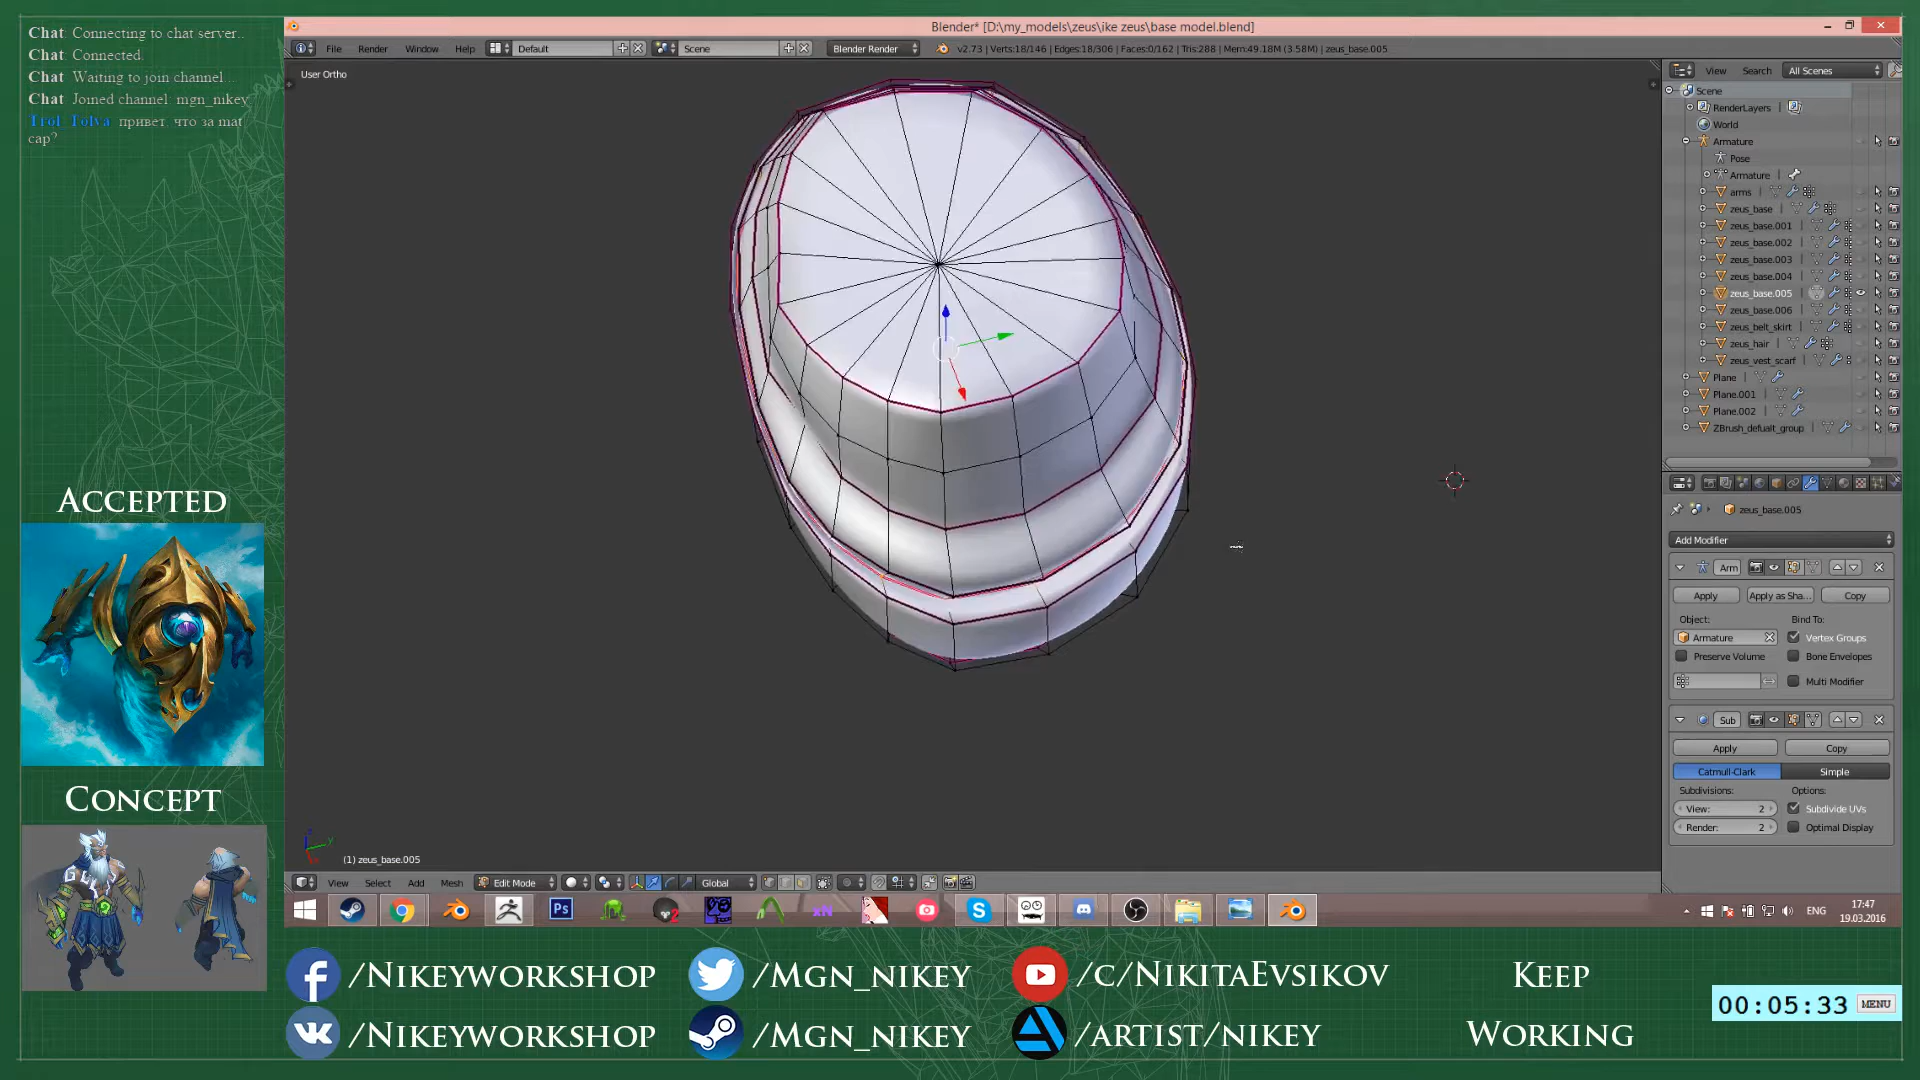 Chat: Connecting to chat server..
Chat: Connected.
Chat: Waiting to join channel...
Chat: Joined channel: mgn_nikey
Trol_Tolva: привет, что за mat
cap?
Accepted
Concept
Blender* [D:\my_models\zeus\ike zeus\base model.blend]
File Render Window Help Default Scene Blender Render v2.73 | Verts:18/146 | Edges:18/306 | Faces:0/162 | Tris:288 | Mem:49.18M (3.58M) | zeus_base.005
User Ortho
View Search All Scenes
Scene
RenderLayers
World
Armature
Pose
Armature
arms
zeus_base
zeus_base.001
zeus_base.002
zeus_base.003
zeus_base.004
zeus_base.005
zeus_base.006
zeus_belt_skirt
zeus_hair
zeus_vest_scarf
Plane
Plane.001
Plane.002
ZBrush_defualt_group
zeus_base.005
Add Modifier
Arm
Apply Apply as Sha... Copy
Object: Bind To:
Armature Vertex Groups
Preserve Volume Bone Envelopes
Multi Modifier
Sub
Apply Copy
Catmull-Clark Simple
Subdivisions: Options:
View: 2 Subdivide UVs
Render: 2 Optimal Display
(1) zeus_base.005
View Select Add Mesh Edit Mode Global
Ps
ENG 17:47
19.03.2016
/Nikeyworkshop /Mgn_nikey /c/NikitaEvsikov Keep
/Nikeyworkshop /Mgn_nikey /artist/nikey Working
00:05:33 MENU